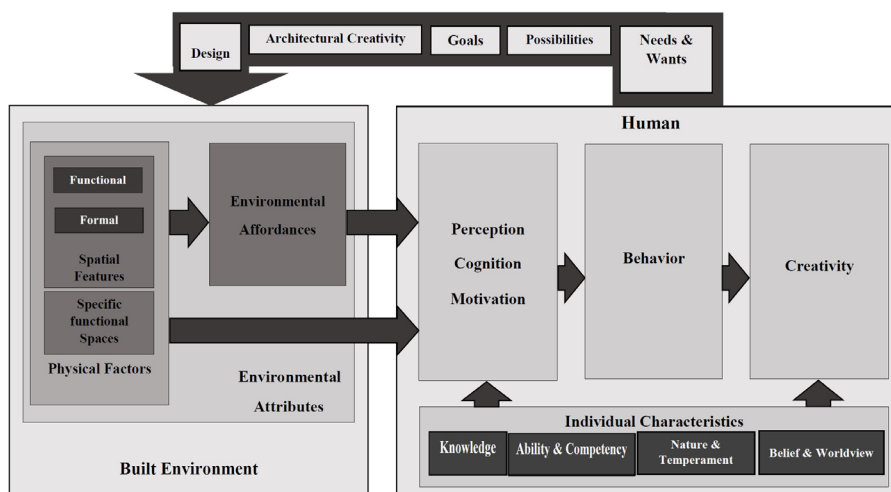 Design
Architectural Creativity
Goals
Possibilities
Needs &
Wants
Human
Functional
Formal
Spatial
Features
Specific
functional
Spaces
Physical Factors
Environmental
Affordances
Environmental
Attributes
Built Environment
Perception
Cognition
Motivation
Behavior
Creativity
Individual Characteristics
Knowledge
Ability & Competency
Nature &
Temperament
Belief & Worldview